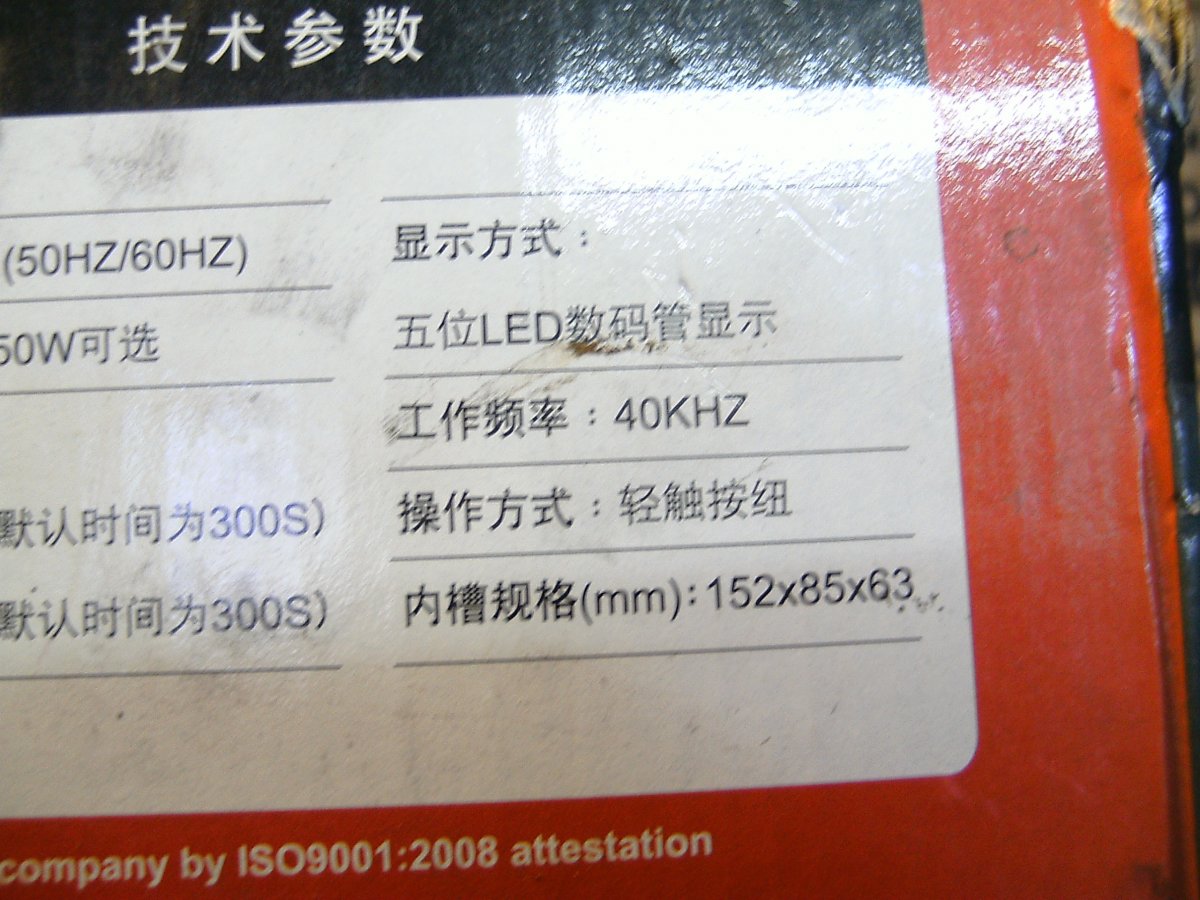 技术参数
(50HZ/60HZ)
50W可选
默认时间为300S)
默认时间为300S)
显示方式：
五位LED数码管显示
工作频率：40KHZ
操作方式：轻触按纽
内槽规格(mm):152x85x63
company by ISO9001:2008 attestation